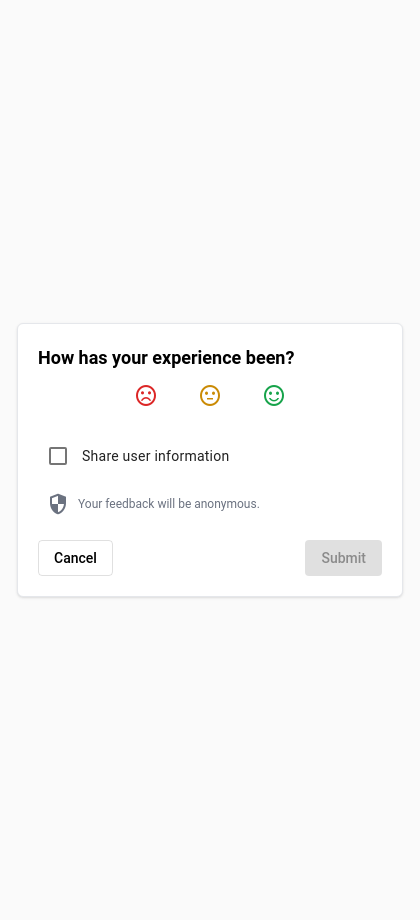 How has your experience been?
Share user information
Your feedback will be anonymous.
Cancel
Submit